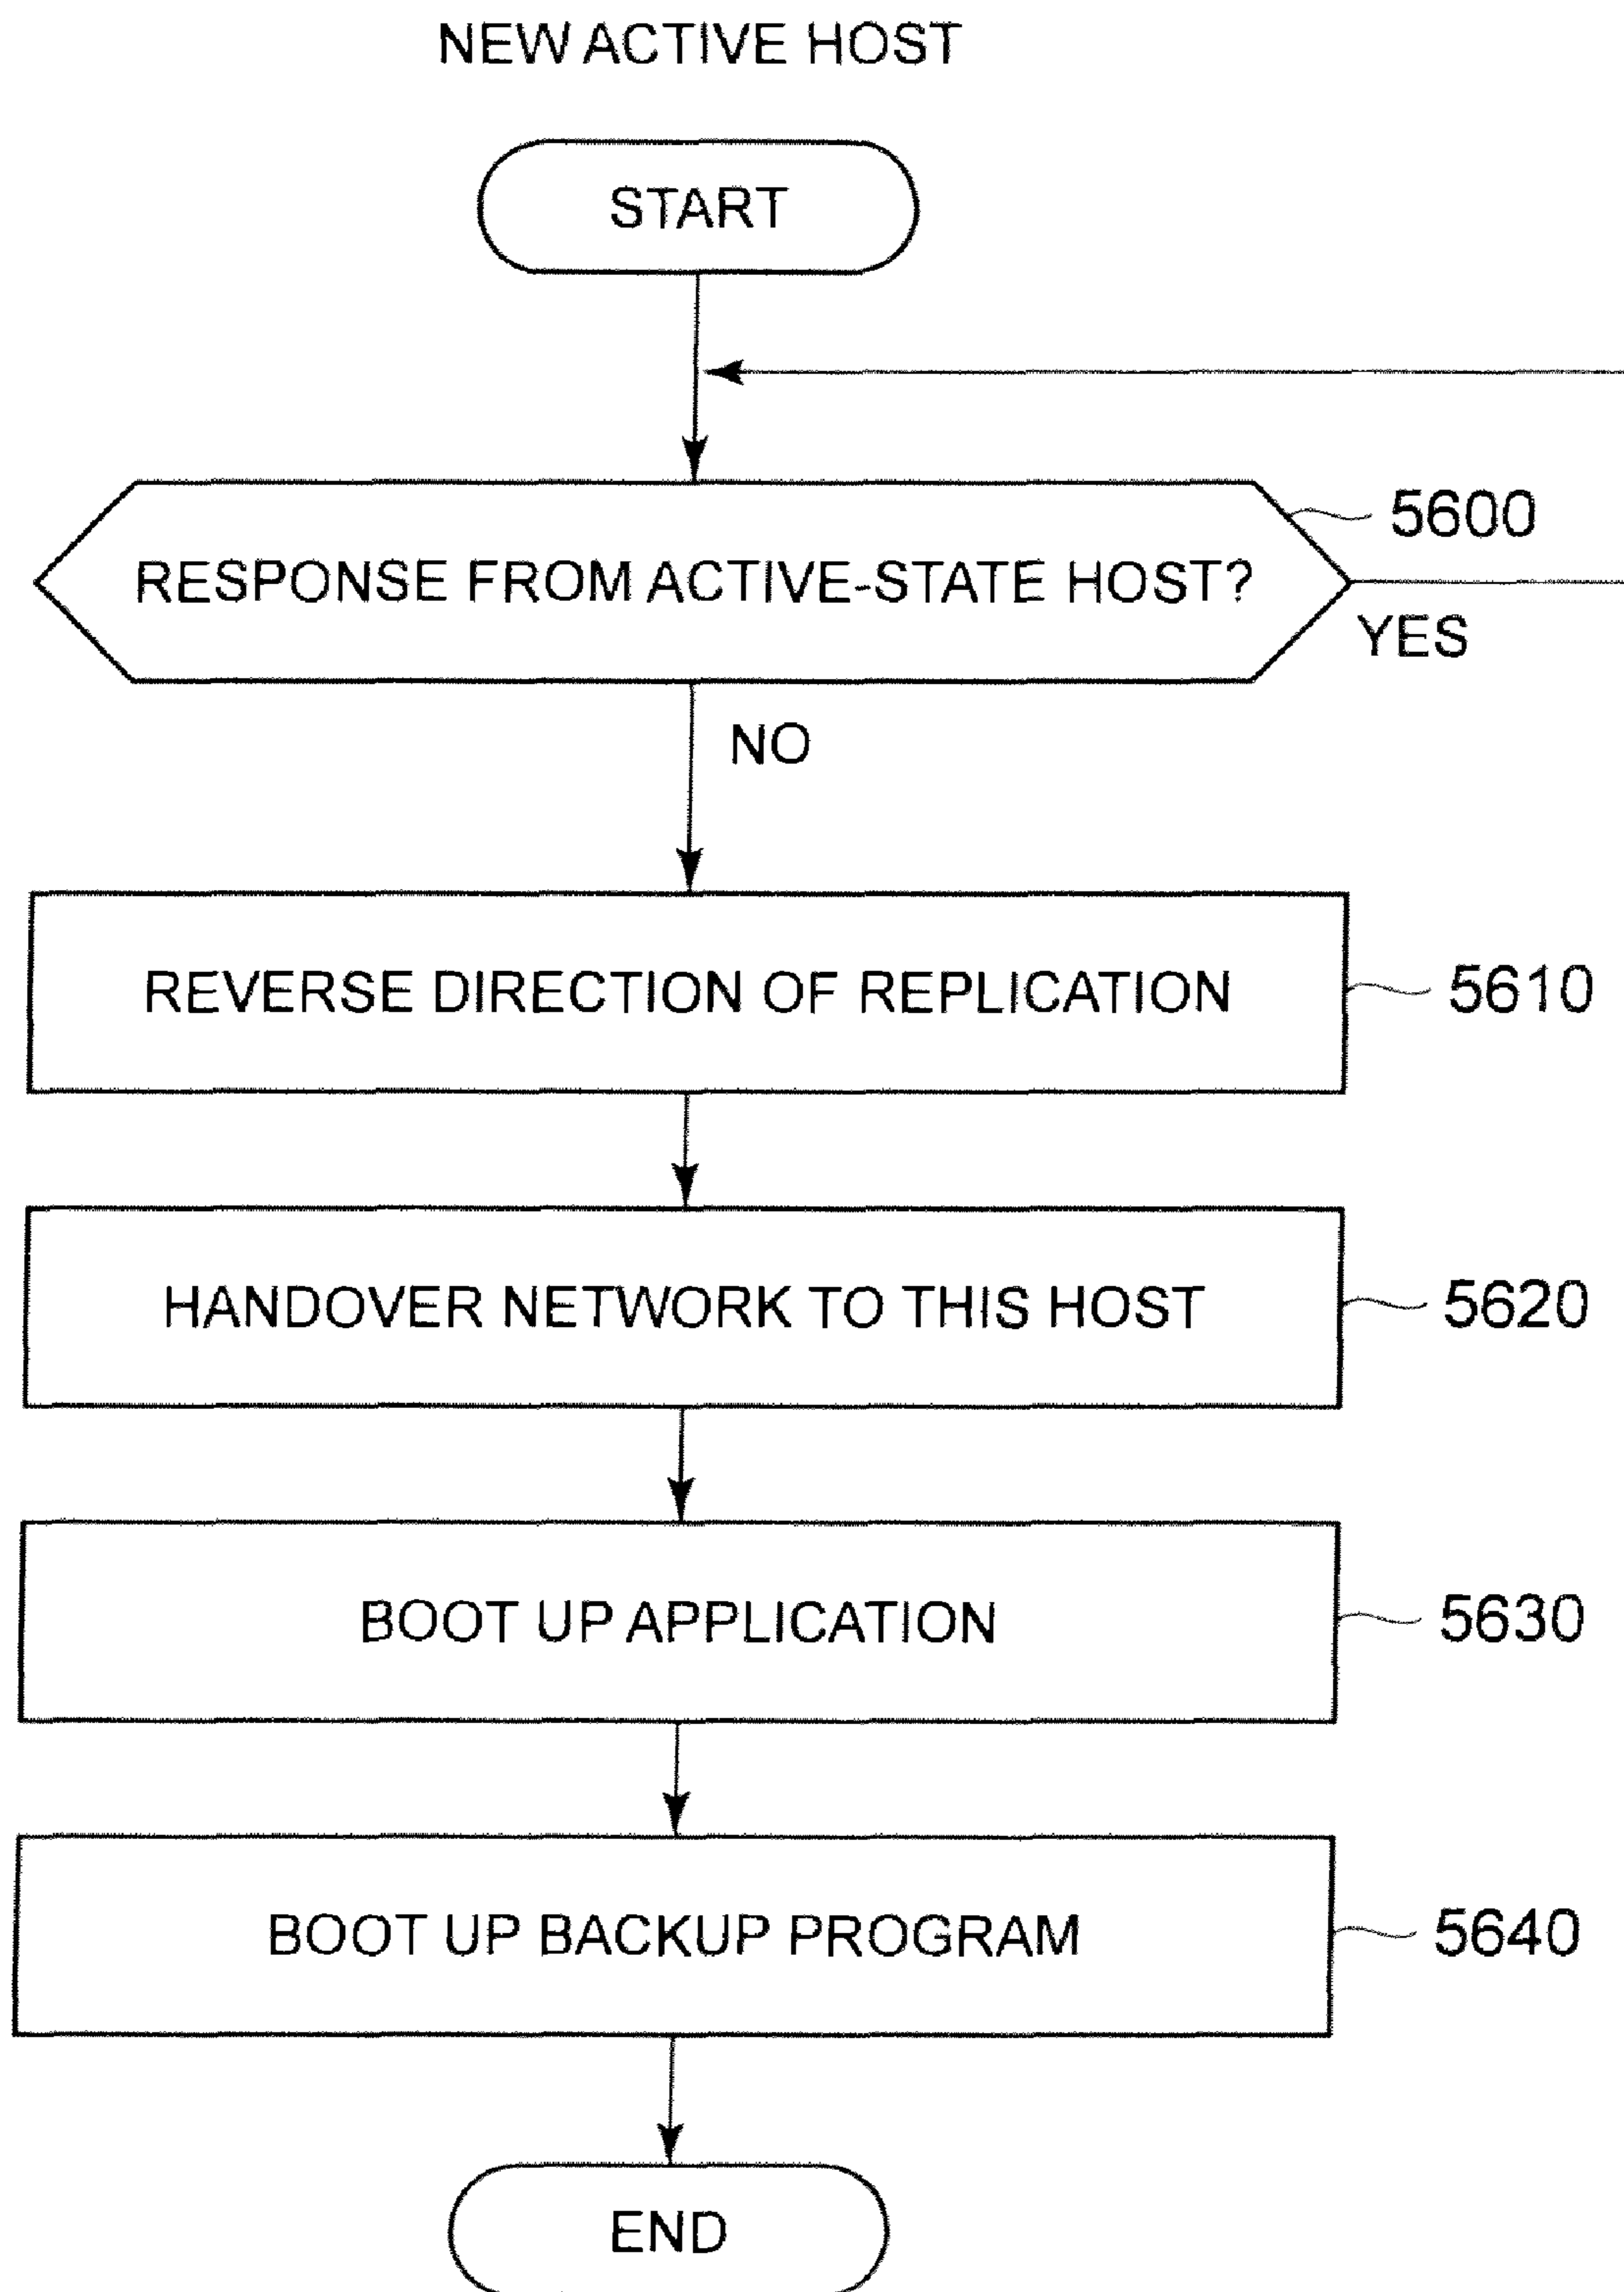 NEW ACTIVE HOST
START
RESPONSE FROM ACTIVE-STATE HOST?
5600
YES
NO
REVERSE DIRECTION OF REPLICATION
5610
HANDOVER NETWORK TO THIS HOST
5620
BOOT UP APPLICATION
5630
BOOT UP BACKUP PROGRAM
5640
END